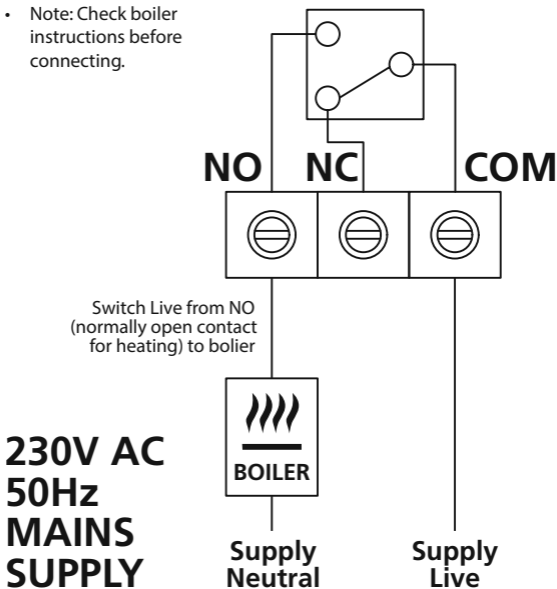 • Note: Check boiler
instructions before
connecting.
NO NC COM
Switch Live from NO
(normally open contact
for heating) to bolier
BOILER
230V AC
50Hz
MAINS
SUPPLY
Supply
Neutral
Supply
Live